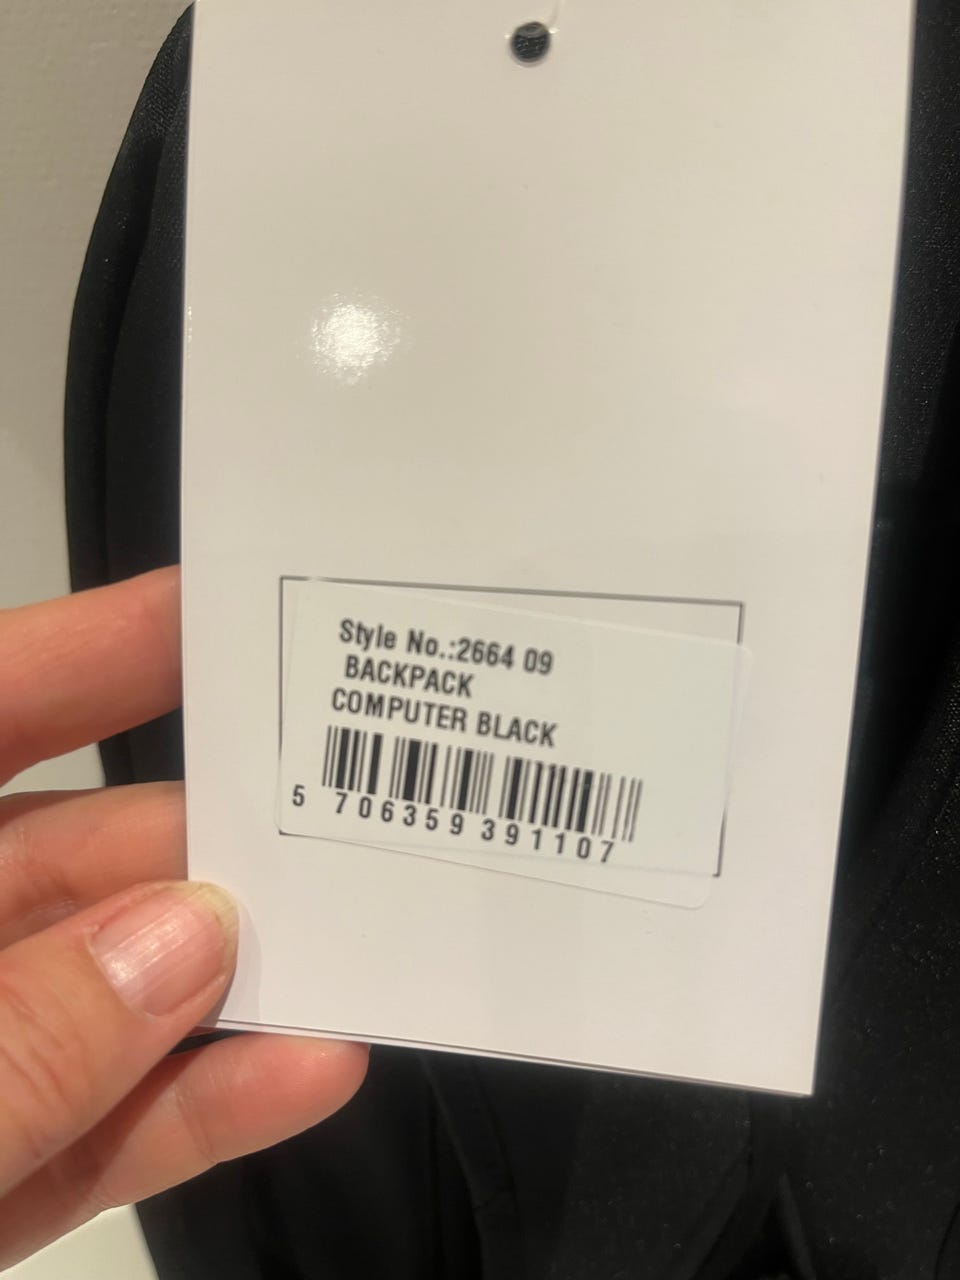 Style No.:2664 09
BACKPACK
COMPUTER BLACK
5 706359 391107